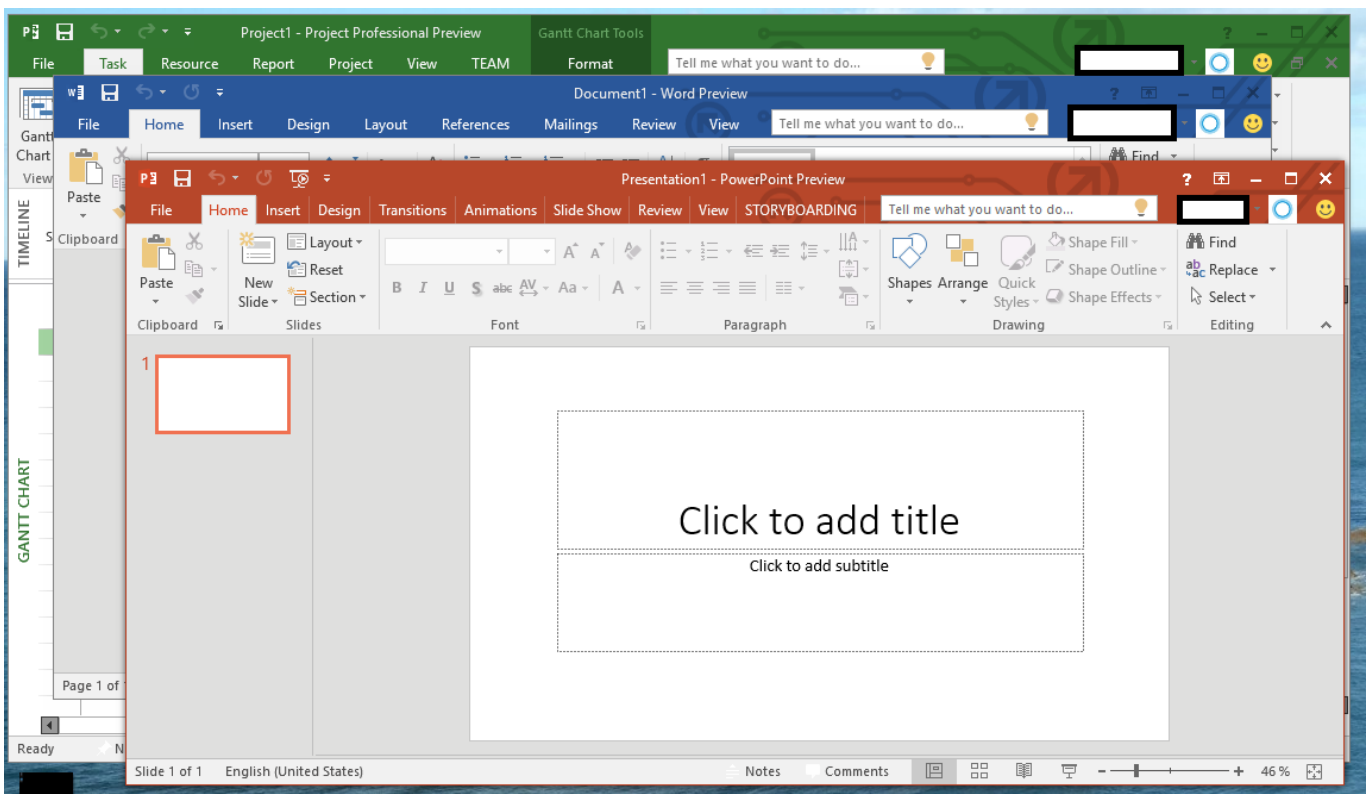 Project1 - Project Professional Preview Gantt Chart Tools
File Task Resource Report Project View TEAM Format Tell me what you want to do...
Document1 - Word Preview
File Home Insert Design Layout References Mailings Review View Tell me what you want to do...
Gantt
Chart
View
TIMELINE
GANTT CHART
Paste
Clipboard
Find
Presentation1 - PowerPoint Preview
File Home Insert Design Transitions Animations Slide Show Review View STORYBOARDING Tell me what you want to do...
Paste
New
Slide
Layout
Reset
Section
B I U S abc AV Aa A
Shapes Arrange Quick
Styles
Shape Fill
Shape Outline
Shape Effects
Find
Replace
Select
Clipboard Slides Font Paragraph Drawing Editing
1
Click to add title
Click to add subtitle
Page 1 of
Ready
Slide 1 of 1 English (United States) Notes Comments 46 %